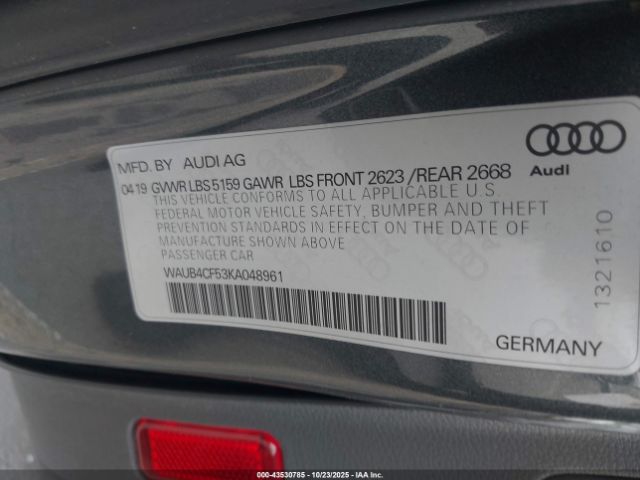 MFD. BY AUDI AG
04 19 GVWR LBS 5159 GAWR LBS FRONT 2623 /REAR 2668
THIS VEHICLE CONFORMS TO ALL APPLICABLE U.S.
FEDERAL MOTOR VEHICLE SAFETY, BUMPER AND THEFT
PREVENTION STANDARDS IN EFFECT ON THE DATE OF
MANUFACTURE SHOWN ABOVE
PASSENGER CAR
WAUB4CF53KA048961
Audi
1321610
GERMANY
IAA - 43530785 - 10/23/2025 - IAAI.COM